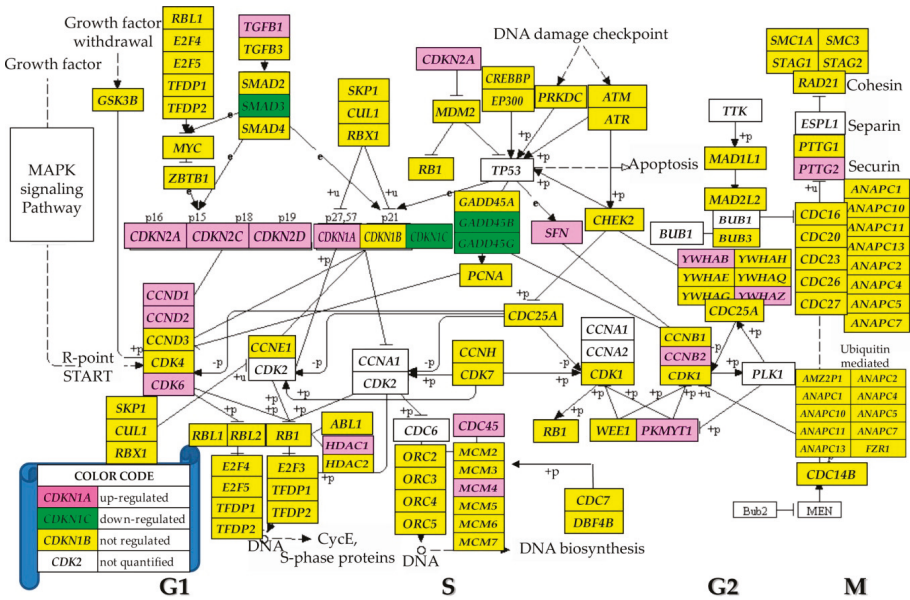 Growth factor
withdrawal
Growth factor
GSK3B
MAPK
signaling
Pathway
R-point
START
RBL1
E2F4
E2F5
TFDP1
TFDP2
MYC
ZBTB1
TGFB1
TGFB3
SMAD2
SMAD3
SMAD4
e
e
e
SKP1
CUL1
RBX1
+u
+u
CDKN2A
MDM2
RB1
CREBBP
EP300
+p
DNA damage checkpoint
PRKDC
ATM
ATR
+p
+p
+p
+p
TP53
Apoptosis
e
e
p16
p15
p18
p19
p27,57
p21
CDKN2A
CDKN2C
CDKN2D
CDKN1A
CDKN1B
CDKN1C
+p
GADD45A
GADD45B
GADD45G
PCNA
SFN
CHEK2
TTK
+p
MAD1L1
MAD2L2
BUB1
BUB1
BUB3
SMC1A
SMC3
STAG1
STAG2
RAD21
Cohesin
ESPL1
Separin
PTTG1
PTTG2
Securin
+u
CDC16
CDC20
CDC23
CDC26
CDC27
ANAPC1
ANAPC10
ANAPC11
ANAPC13
ANAPC2
ANAPC4
ANAPC5
ANAPC7
YWHAB
YWHAH
YWHAE
YWHAQ
YWHAG
YWHAZ
CDC25A
CCND1
CCND2
CCND3
CDK4
CDK6
+p
-p
CCNE1
CDK2
+u
+p
+p
-p
CCNA1
CDK2
-p
+p
+p
CCNH
CDK7
+p
+p
CDC25A
-p
CCNA1
CCNA2
CDK1
+p
+p
CCNB1
CCNB2
CDK1
-p
+p
+p
+u
+p
PLK1
+p
Ubiquitin
mediated
AMZ2P1
ANAPC2
ANAPC1
ANAPC4
ANAPC10
ANAPC5
ANAPC11
ANAPC7
ANAPC13
FZR1
CDC14B
+p
Bub2
MEN
SKP1
CUL1
RBX1
RBL1
RBL2
RB1
+p
+p
ABL1
HDAC1
HDAC2
+p
E2F4
E2F5
TFDP1
TFDP2
E2F3
TFDP1
TFDP2
DNA
CycE,
S-phase proteins
CDC6
ORC2
ORC3
ORC4
ORC5
DNA
CDC45
MCM2
MCM3
MCM4
MCM5
MCM6
MCM7
+p
CDC7
DBF4B
DNA biosynthesis
RB1
WEE1
PKMYT1
COLOR CODE
CDKN1A up-regulated
CDKN1C down-regulated
CDKN1B not regulated
CDK2 not quantified
G1
S
G2
M